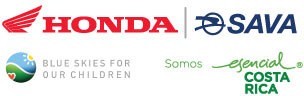 HONDA
SAVA
BLUE SKIES FOR
OUR CHILDREN
Somos
esencial
COSTA
RICA